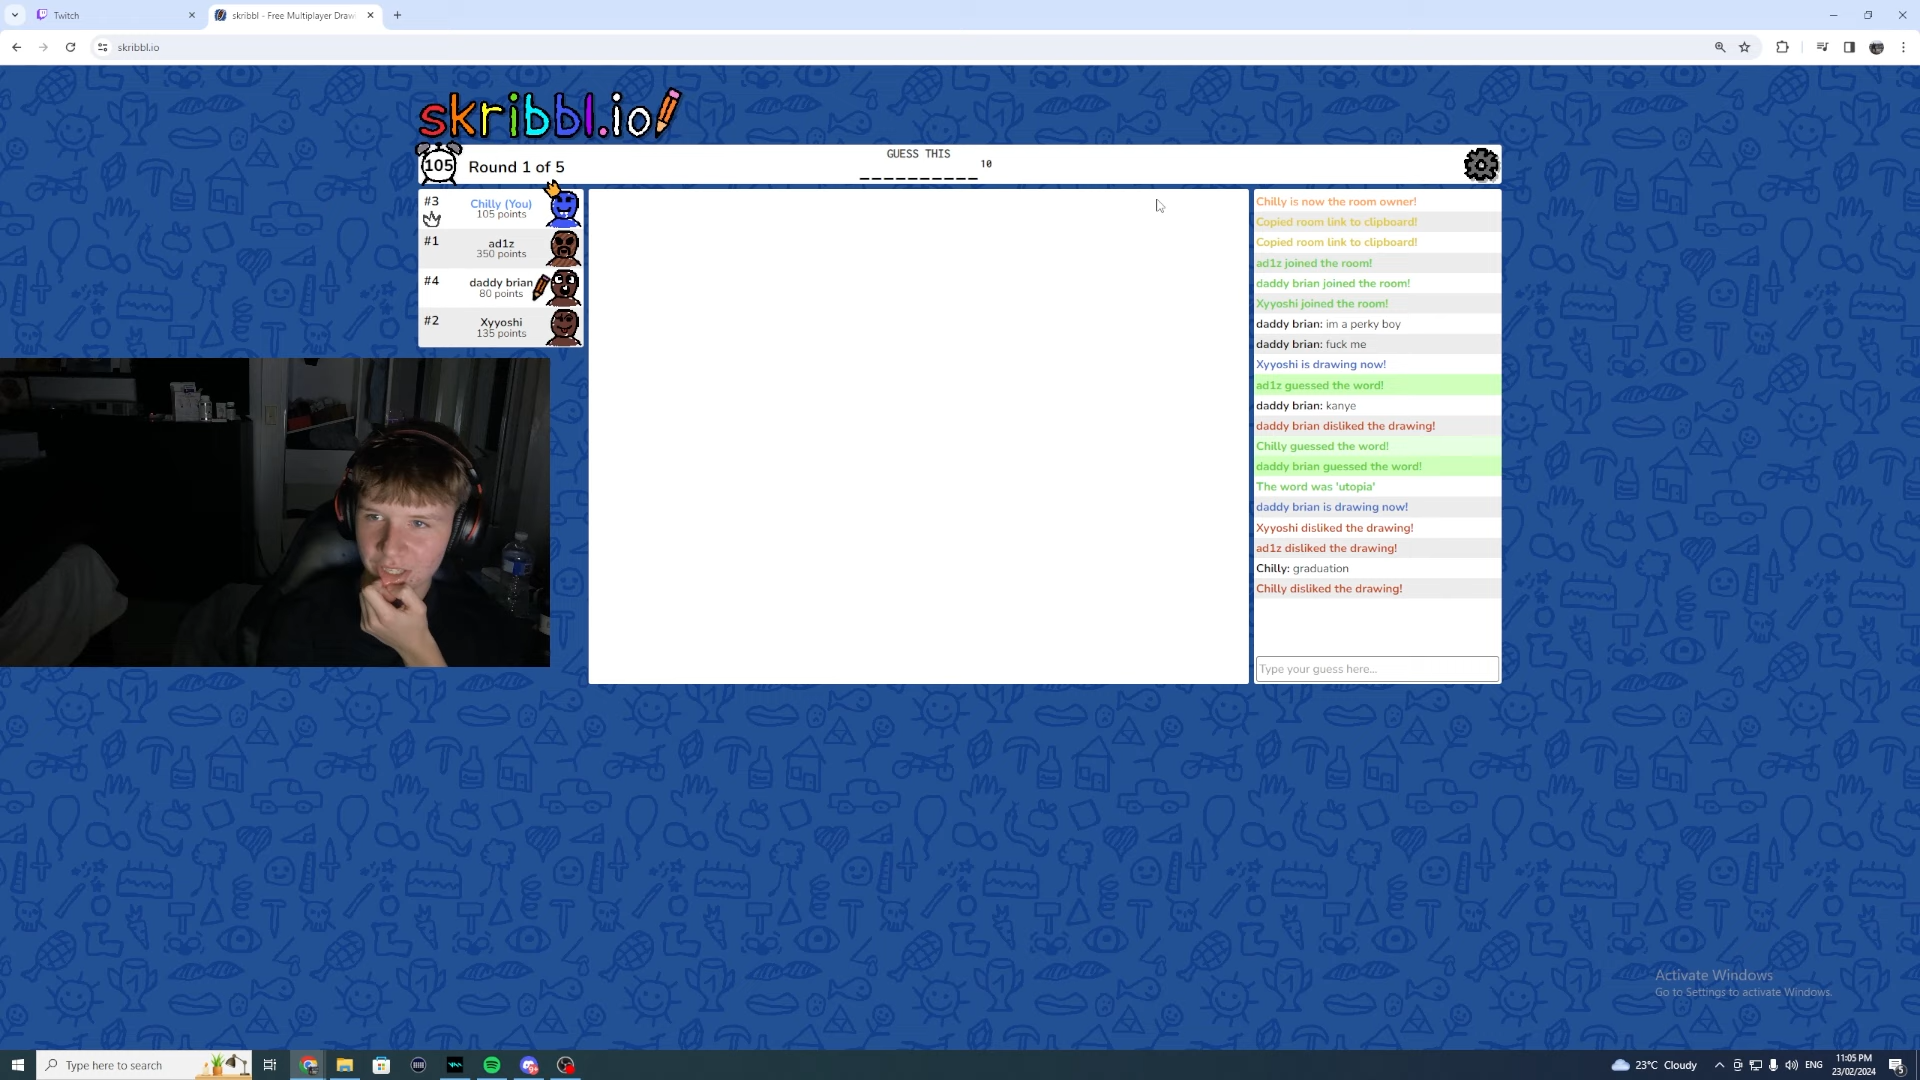 Twitch
skribbl - Free Multiplayer Draw
skribbl.io
skribbl.io
105
Round 1 of 5
GUESS THIS
__________ 10
#3
Chilly (You)
105 points
#1
ad1z
350 points
#4
daddy brian
80 points
#2
Xyyoshi
135 points
Chilly is now the room owner!
Copied room link to clipboard!
Copied room link to clipboard!
ad1z joined the room!
daddy brian joined the room!
Xyyoshi joined the room!
daddy brian: im a perky boy
daddy brian: fuck me
Xyyoshi is drawing now!
ad1z guessed the word!
daddy brian: kanye
daddy brian disliked the drawing!
Chilly guessed the word!
daddy brian guessed the word!
The word was 'utopia'
daddy brian is drawing now!
Xyyoshi disliked the drawing!
ad1z disliked the drawing!
Chilly: graduation
Chilly disliked the drawing!
Type your guess here...
Activate Windows
Go to Settings to activate Windows.
Type here to search
23°C Cloudy
ENG
11:05 PM
23/02/2024
5